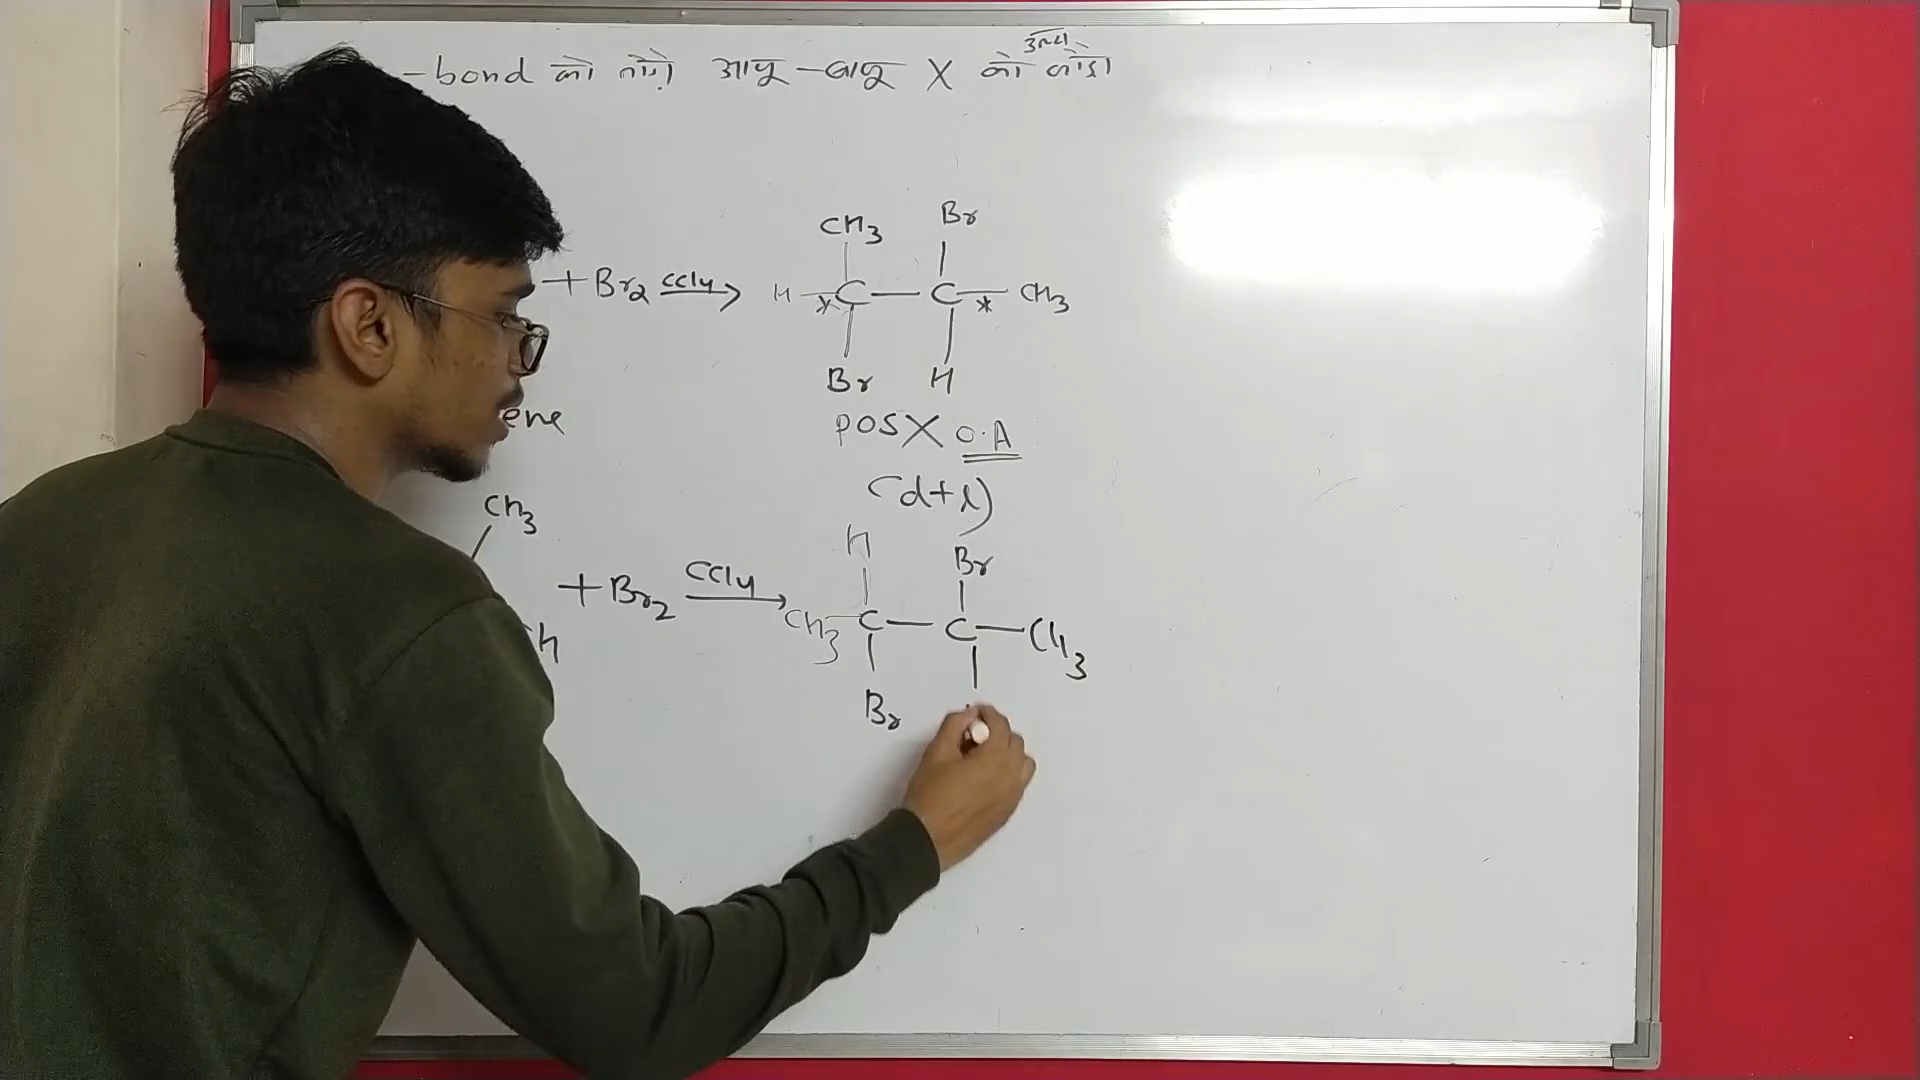 -bond को तोड़ो आजू-बाजू X को जोड़ो
CH3 Br
+Br2 CCl4 H *C - C* CH3
Br H
ene POS X O.A
(d+l)
CH3
H Br
+Br2 CCl4 CH3 C - C - CH3
H
Br